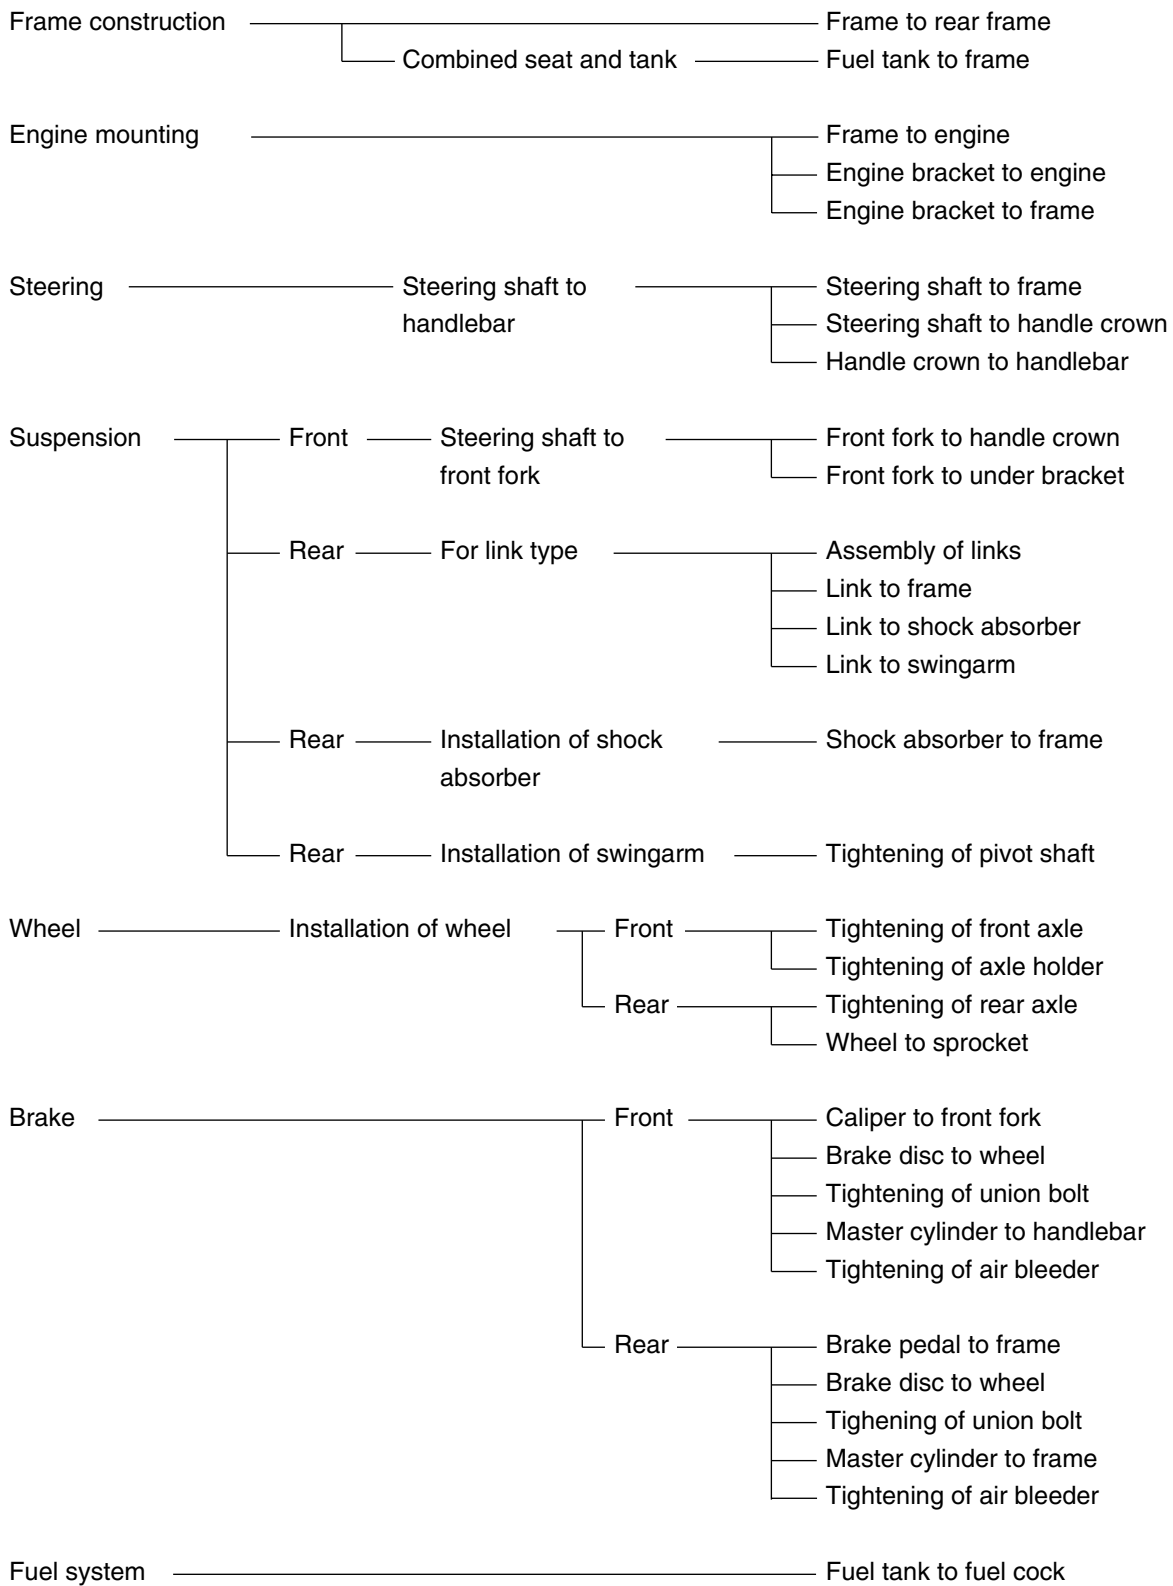 Frame construction Frame to rear frame
Combined seat and tank Fuel tank to frame
Engine mounting Frame to engine
Engine bracket to engine
Engine bracket to frame
Steering Steering shaft to Steering shaft to frame
handlebar Steering shaft to handle crown
Handle crown to handlebar
Suspension Front Steering shaft to Front fork to handle crown
front fork Front fork to under bracket
Rear For link type Assembly of links
Link to frame
Link to shock absorber
Link to swingarm
Rear Installation of shock Shock absorber to frame
absorber
Rear Installation of swingarm Tightening of pivot shaft
Wheel Installation of wheel Front Tightening of front axle
Tightening of axle holder
Rear Tightening of rear axle
Wheel to sprocket
Brake Front Caliper to front fork
Brake disc to wheel
Tightening of union bolt
Master cylinder to handlebar
Tightening of air bleeder
Rear Brake pedal to frame
Brake disc to wheel
Tighening of union bolt
Master cylinder to frame
Tightening of air bleeder
Fuel system Fuel tank to fuel cock